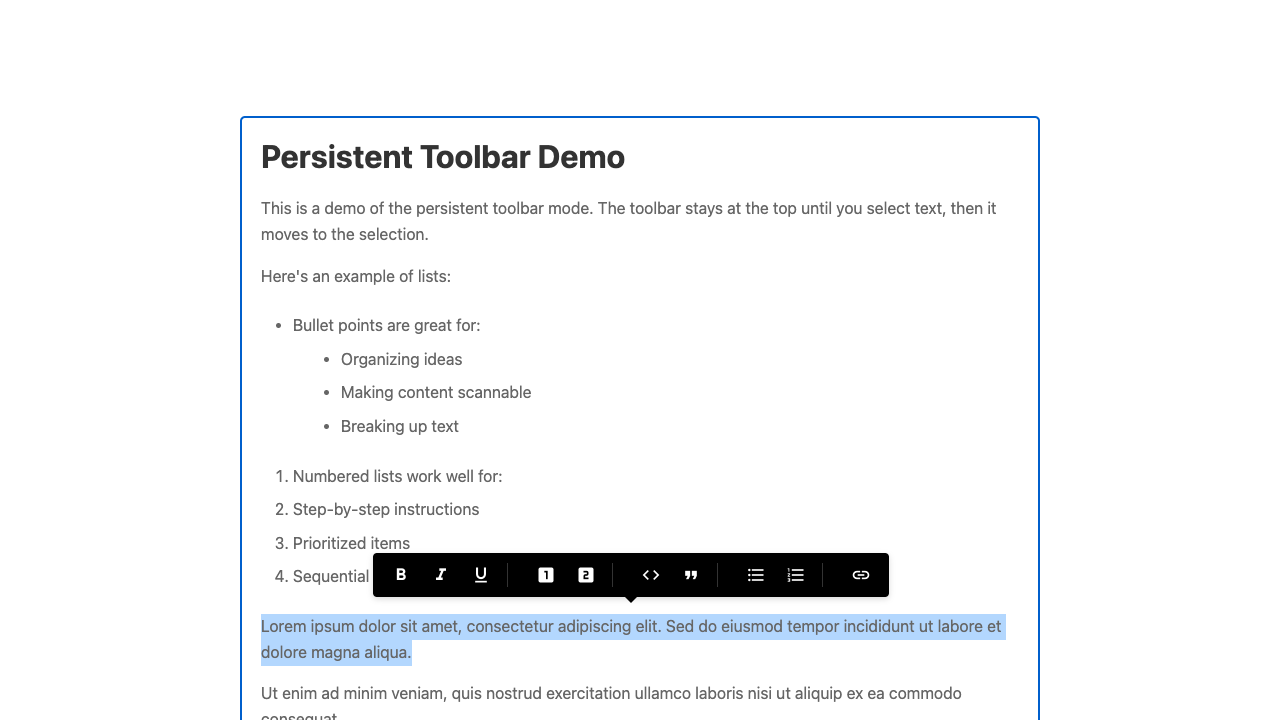 Persistent Toolbar Demo
This is a demo of the persistent toolbar mode. The toolbar stays at the top until you select text, then it
moves to the selection.
Here's an example of lists:
• Bullet points are great for:
• Organizing ideas
• Making content scannable
• Breaking up text
1. Numbered lists work well for:
2. Step-by-step instructions
3. Prioritized items
4. Sequential
B I U 1 2
Lorem ipsum dolor sit amet, consectetur adipiscing elit. Sed do eiusmod tempor incididunt ut labore et
dolore magna aliqua.
Ut enim ad minim veniam, quis nostrud exercitation ullamco laboris nisi ut aliquip ex ea commodo
consequat.